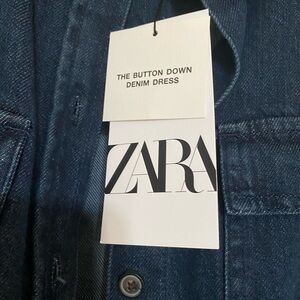 THE BUTTON DOWN
DENIM DRESS
ZARA